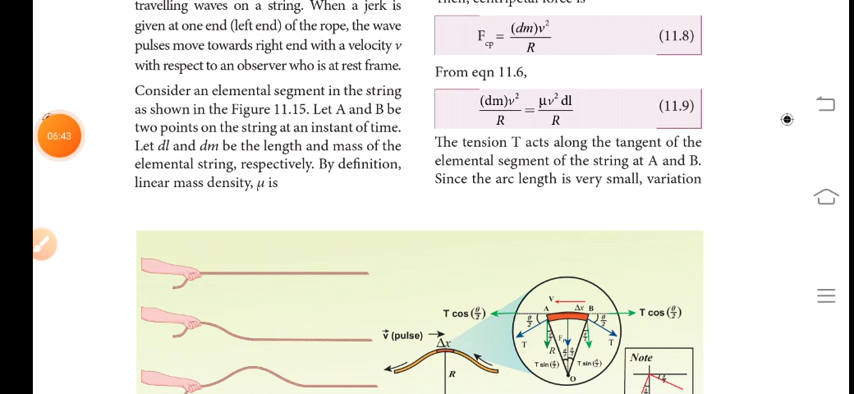 travelling waves on a string. When a jerk is
given at one end (left end) of the rope, the wave
pulses move towards right end with a velocity v
with respect to an observer who is at rest frame.
Consider an elemental segment in the string
as shown in the Figure 11.15. Let A and B be
two points on the string at an instant of time.
Let dl and dm be the length and mass of the
elemental string, respectively. By definition,
linear mass density, μ is
F_cp = (dm)v²/R (11.8)
From eqn 11.6,
(dm)v²/R = μv² dl/R (11.9)
The tension T acts along the tangent of the
elemental segment of the string at A and B.
Since the arc length is very small, variation
06:43
v⃗ (pulse)
Δx
R
T cos(θ/2)
V
A Δx B
T cos(θ/2)
θ/2
θ/2
T
T
R
T sin(θ/2)
T sin(θ/2)
O
Note